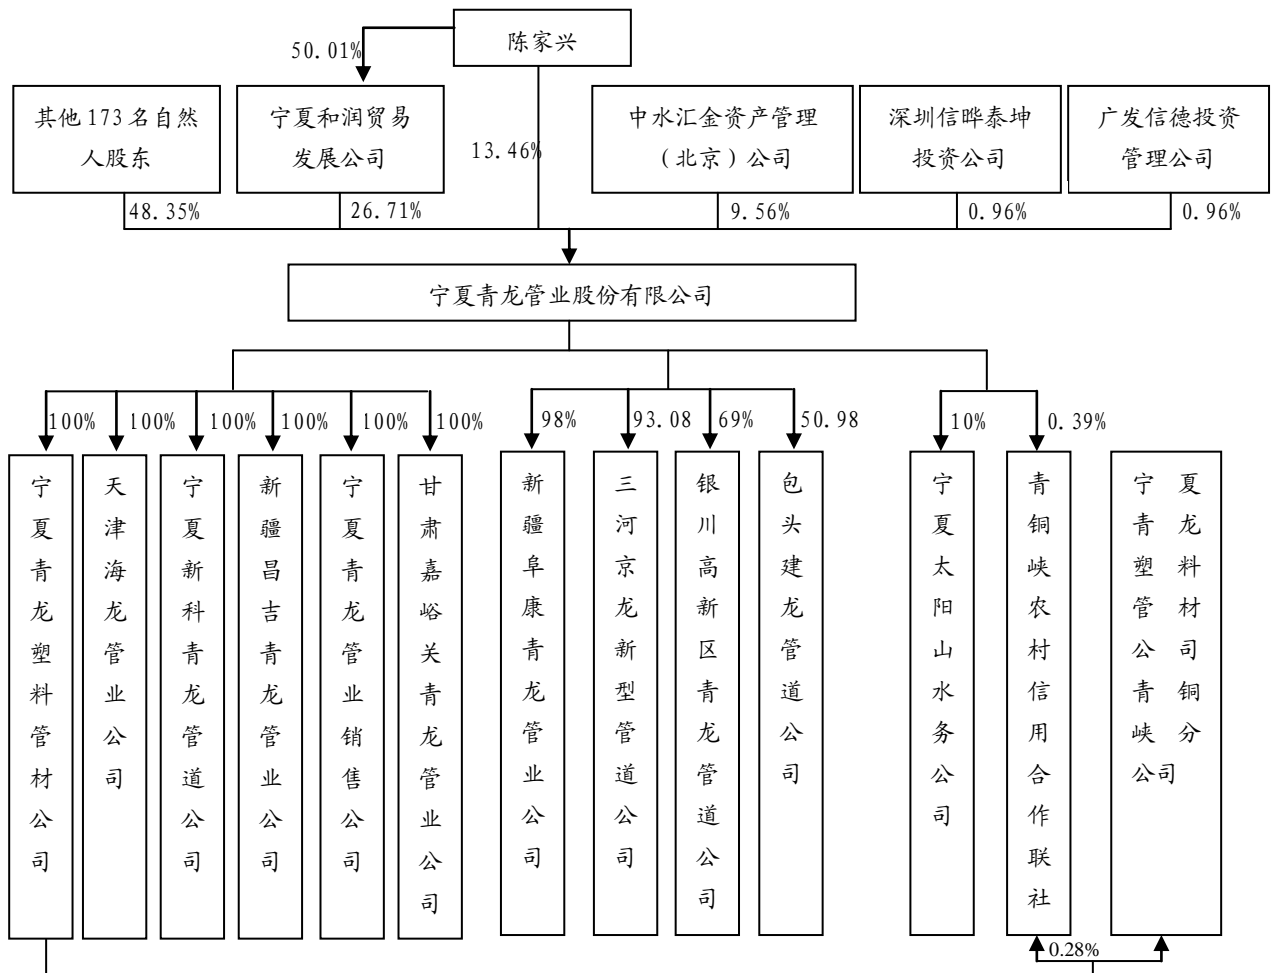 陈家兴
50.01%
其他173名自然
人股东
宁夏和润贸易
发展公司
13.46%
中水汇金资产管理
（北京）公司
深圳信晔泰坤
投资公司
广发信德投资
管理公司
48.35%
26.71%
9.56%
0.96%
0.96%
宁夏青龙管业股份有限公司
100%
100%
100%
100%
100%
100%
98%
93.08
69%
50.98
10%
0.39%
宁夏青龙塑料管材公司
天津海龙管业公司
宁夏新科青龙管道公司
新疆昌吉青龙管业公司
宁夏青龙管业销售公司
甘肃嘉峪关青龙管业公司
新疆阜康青龙管业公司
三河京龙新型管道公司
银川高新区青龙管道公司
包头建龙管道公司
宁夏太阳山水务公司
青铜峡农村信用合作联社
宁夏
青龙
塑料
管材
公司
青铜
峡分
公司
0.28%